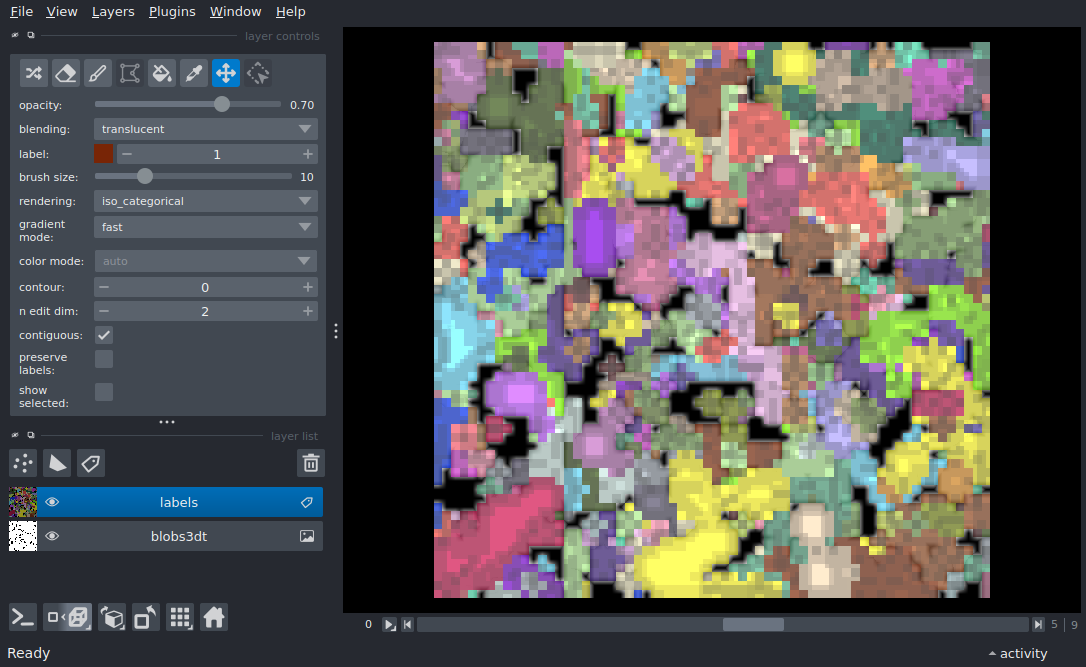 File View Layers Plugins Window Help
layer controls
opacity: 0.70
blending: translucent
label: 1
brush size: 10
rendering: iso_categorical
gradient
mode: fast
color mode: auto
contour: 0
n edit dim: 2
contiguous:
preserve
labels:
show
selected:
layer list
labels
blobs3dt
0 5 | 9
Ready activity